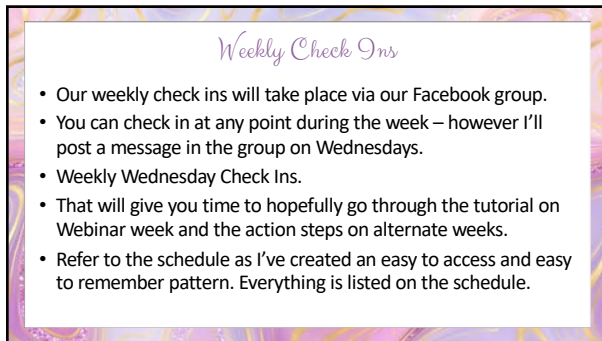 Weekly Check Ins
• Our weekly check ins will take place via our Facebook group.
• You can check in at any point during the week – however I’ll
post a message in the group on Wednesdays.
• Weekly Wednesday Check Ins.
• That will give you time to hopefully go through the tutorial on
Webinar week and the action steps on alternate weeks.
• Refer to the schedule as I’ve created an easy to access and easy
to remember pattern. Everything is listed on the schedule.